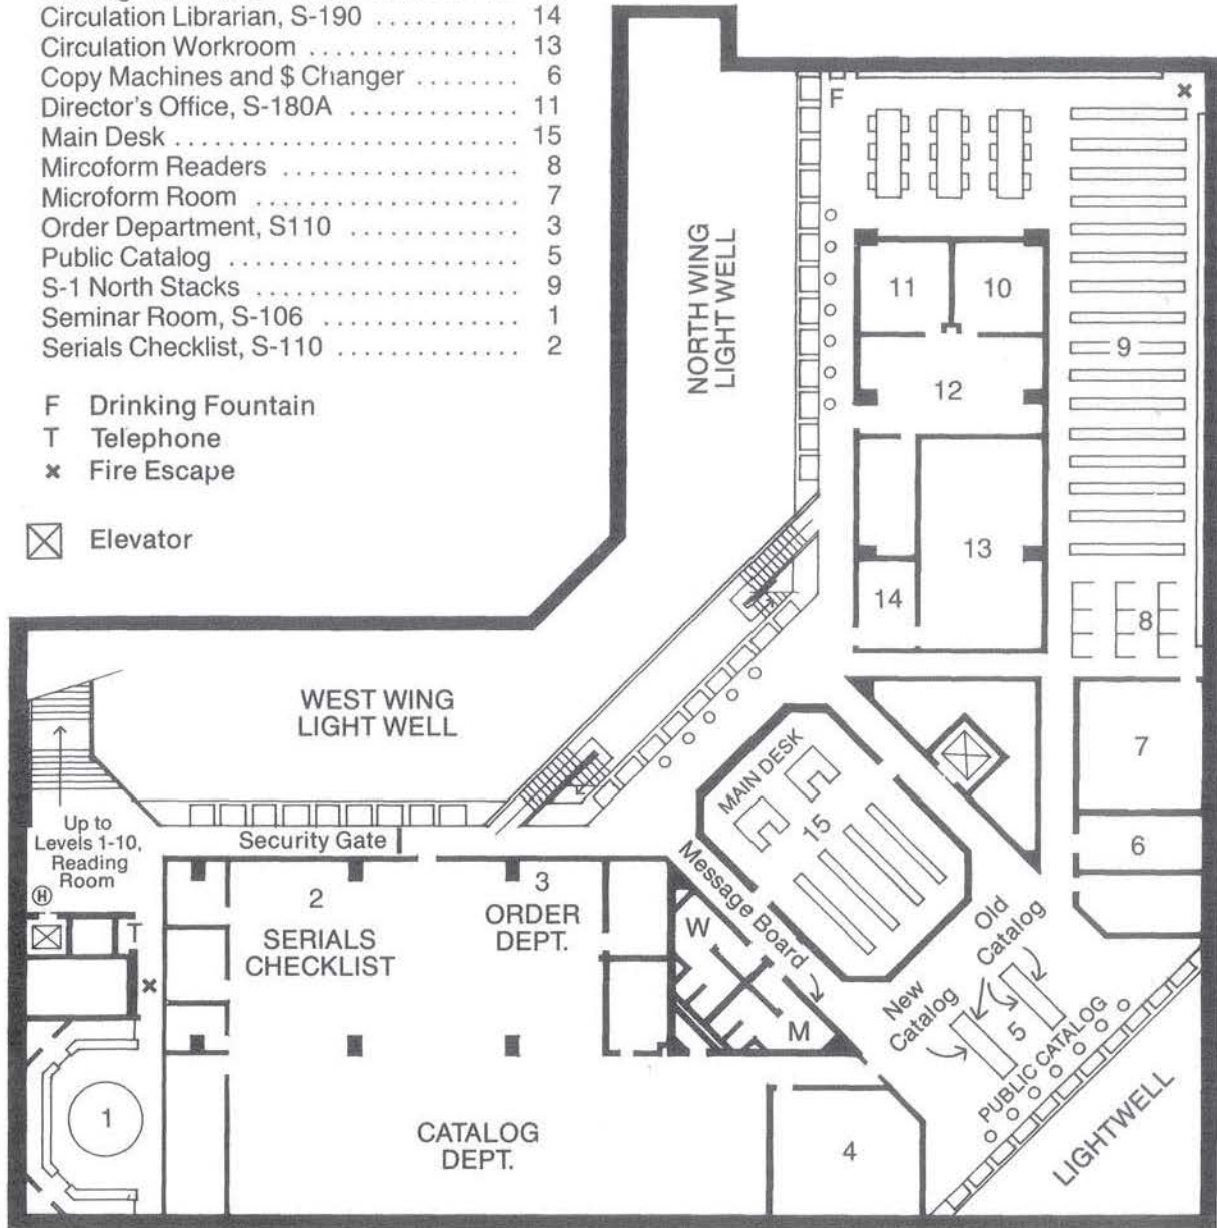 Circulation Librarian, S-190 ............ 14
Circulation Workroom .................. 13
Copy Machines and $ Changer ........ 6
Director's Office, S-180A .............. 11
Main Desk ............................. 15
Mircoform Readers .................... 8
Microform Room ...................... 7
Order Department, S110 .............. 3
Public Catalog ........................ 5
S-1 North Stacks ...................... 9
Seminar Room, S-106 ................ 1
Serials Checklist, S-110 .............. 2
F Drinking Fountain
T Telephone
× Fire Escape
Elevator
F
×
NORTH WING
LIGHT WELL
11
10
9
12
13
14
8
WEST WING
LIGHT WELL
7
MAIN DESK
15
6
Up to
Levels 1-10,
Reading
Room
H
Security Gate
Message Board
2
SERIALS
CHECKLIST
3
ORDER
DEPT.
W
M
T
×
Old
Catalog
New
Catalog
5
PUBLIC CATALOG
LIGHTWELL
1
CATALOG
DEPT.
4